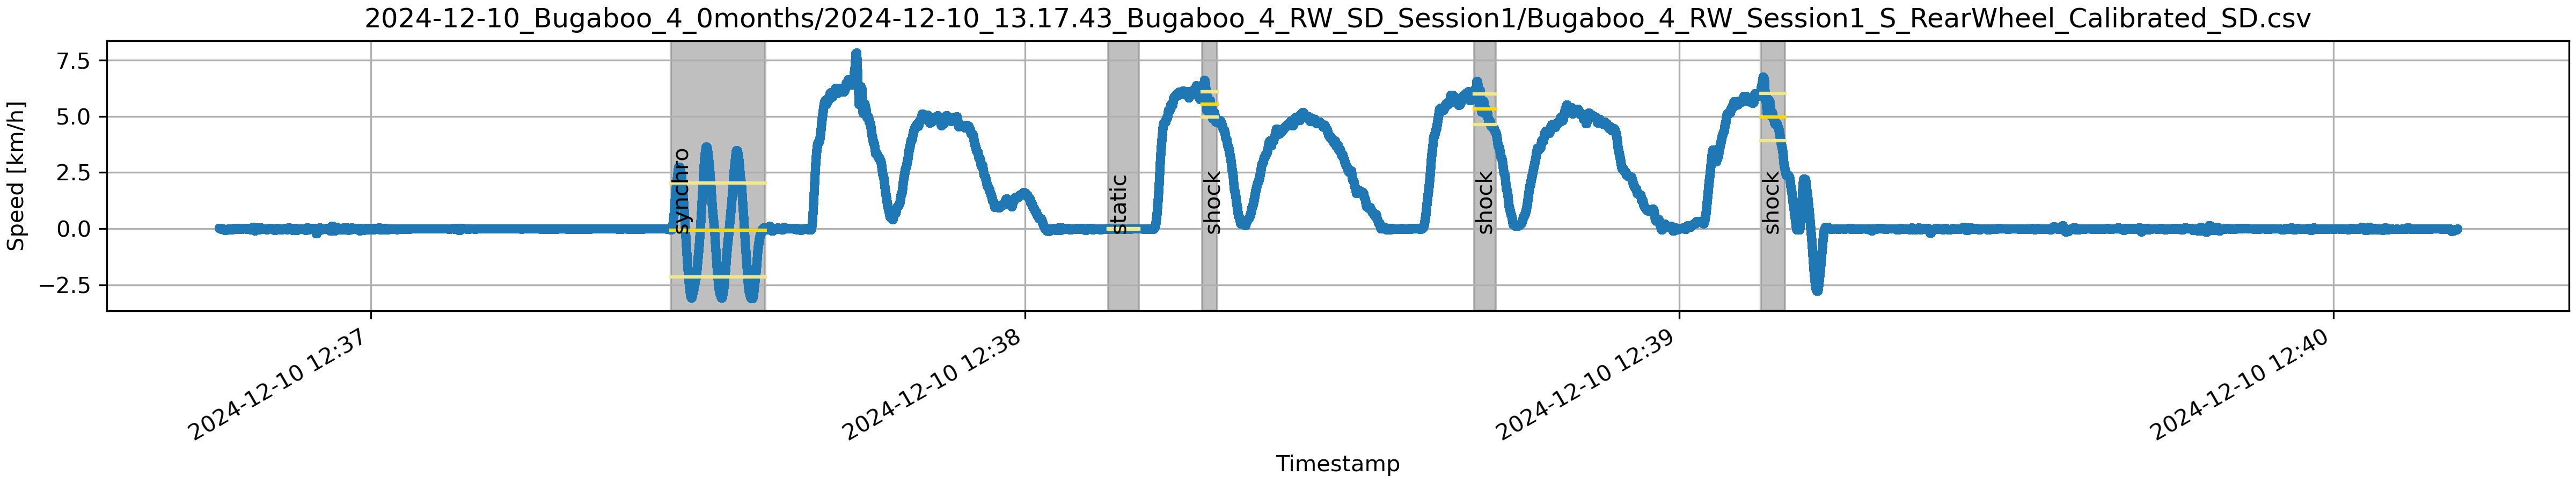 2024-12-10_Bugaboo_4_0months/2024-12-10_13.17.43_Bugaboo_4_RW_SD_Session1/Bugaboo_4_RW_Session1_S_RearWheel_Calibrated_SD.csv
Speed [km/h]
7.5
5.0
2.5
0.0
−2.5
synchro
static
shock
shock
shock
2024-12-10 12:37
2024-12-10 12:38
2024-12-10 12:39
2024-12-10 12:40
Timestamp